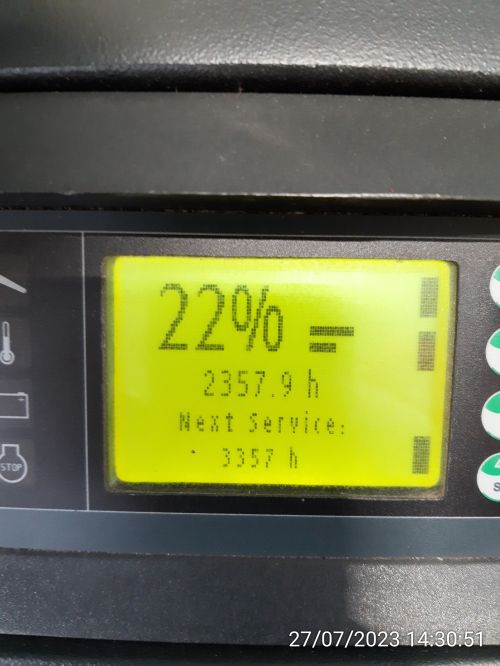 22%
2357.9 h
Next Service:
3357 h
STOP
S
27/07/2023 14:30:51